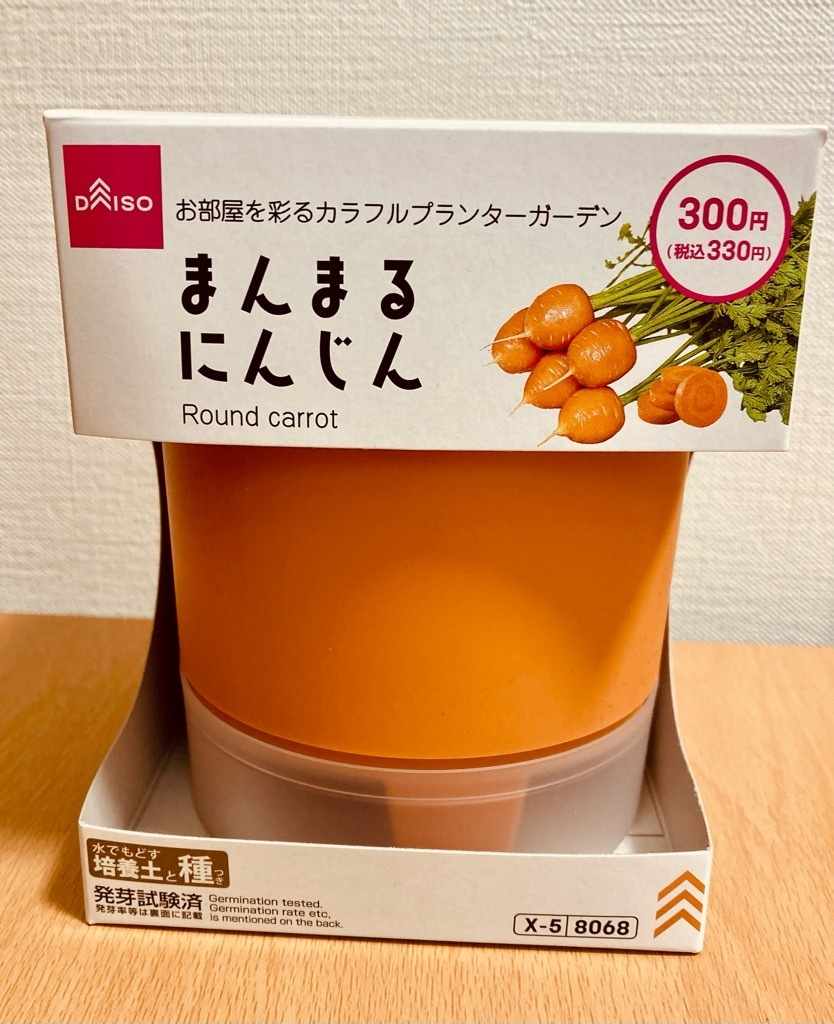 DAISO
お部屋を彩るカラフルプランターガーデン
300円
(税込330円)
まんまる
にんじん
Round carrot
水でもどす
培養土と種つき
発芽試験済
発芽率等は裏面に記載
Germination tested.
Germination rate etc,
is mentioned on the back.
X-5 8068